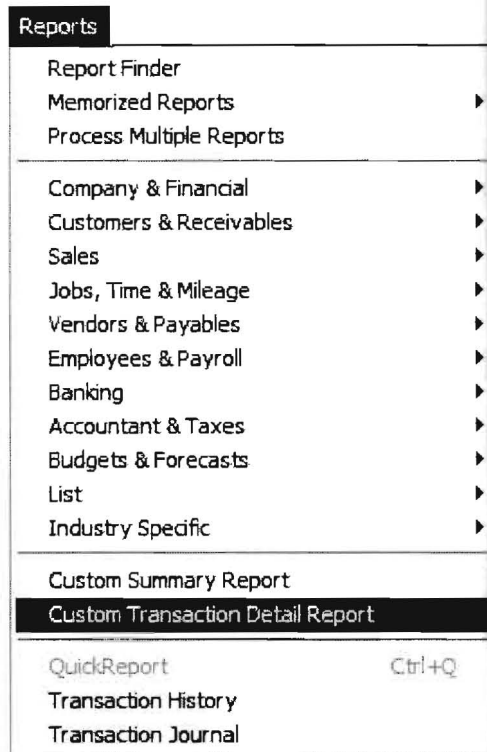 Reports
Report Finder
Memorized Reports
Process Multiple Reports
Company & Financial
Customers & Receivables
Sales
Jobs, Time & Mileage
Vendors & Payables
Employees & Payroll
Banking
Accountant & Taxes
Budgets & Forecasts
List
Industry Specific
Custom Summary Report
Custom Transaction Detail Report
QuickReport Ctrl+Q
Transaction History
Transaction Journal